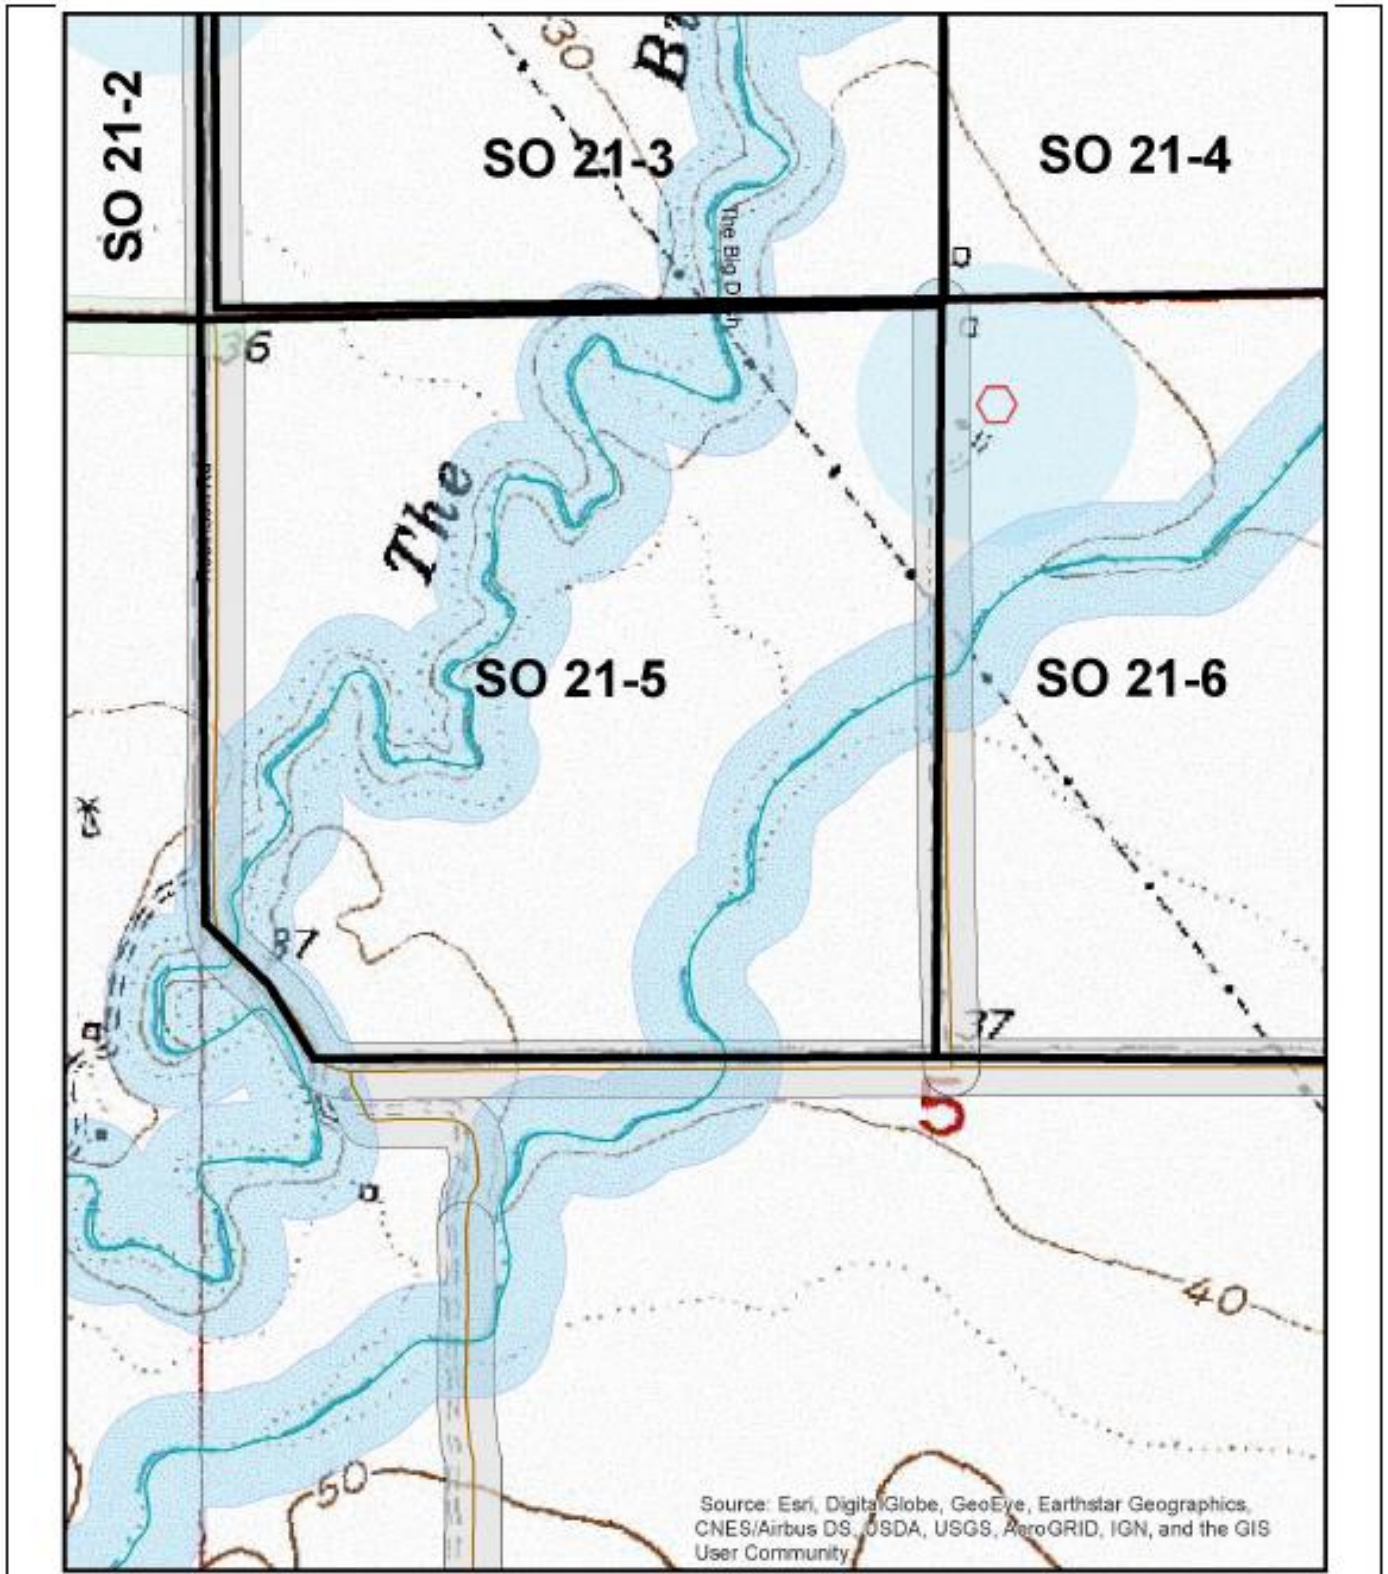 30
B
SO 21-2
SO 21-3
SO 21-4
The Big D
36
The
SO 21-5
SO 21-6
37
37
5
40
50
Source: Esri, DigitalGlobe, GeoEye, Earthstar Geographics,
CNES/Airbus DS, USDA, USGS, AeroGRID, IGN, and the GIS
User Community